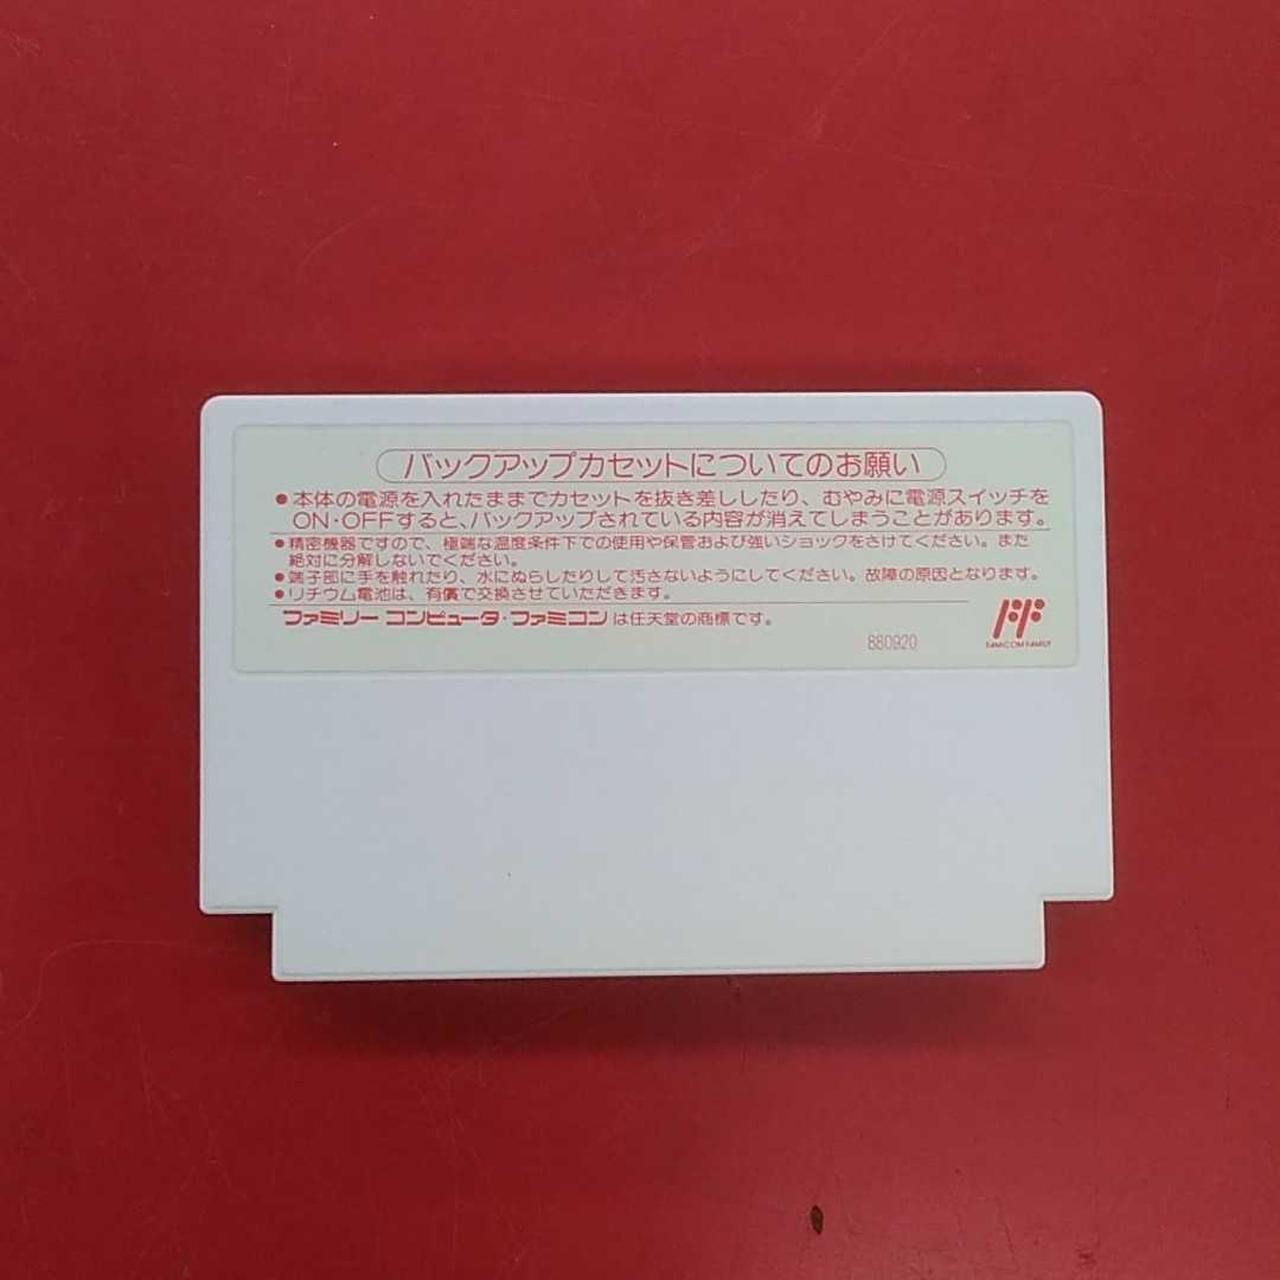 バックアップカセットについてのお願い
●本体の電源を入れたままでカセットを抜き差ししたり、むやみに電源スイッチを
ON・OFFすると、バックアップされている内容が消えてしまうことがあります。
●精密機器ですので、極端な温度条件下での使用や保管および強いショックをさけてください。また
絶対に分解しないでください。
●端子部に手を触れたり、水にぬらしたりして汚さないようにしてください。故障の原因となります。
●リチウム電池は、有償で交換させていただきます。
ファミリー コンピュータ・ファミコンは任天堂の商標です。
880920
FAMICOM FAMILY